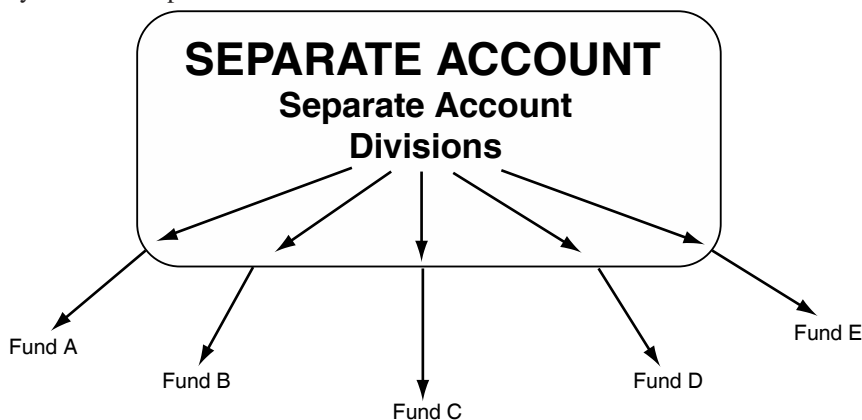 SEPARATE ACCOUNT
Separate Account
Divisions
Fund A
Fund B
Fund C
Fund D
Fund E